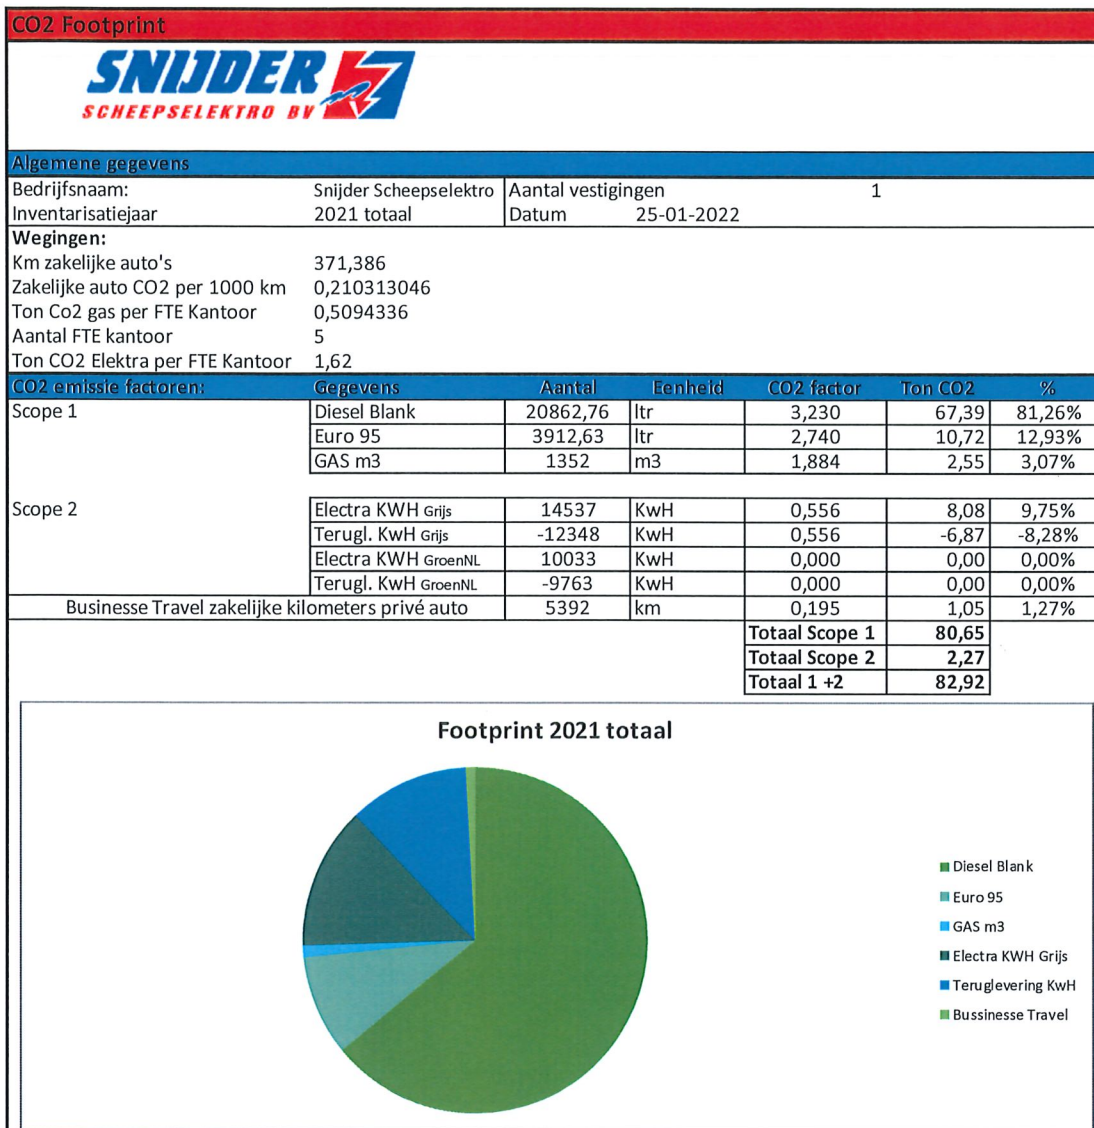 CO2 Footprint
SNIJDER
SCHEEPSELEKTRO BV
Algemene gegevens
Bedrijfsnaam: Snijder Scheepselektro Aantal vestigingen 1
Inventarisatiejaar 2021 totaal Datum 25-01-2022
Wegingen:
Km zakelijke auto's 371,386
Zakelijke auto CO2 per 1000 km 0,210313046
Ton Co2 gas per FTE Kantoor 0,5094336
Aantal FTE kantoor 5
Ton CO2 Elektra per FTE Kantoor 1,62
CO2 emissie factoren: Gegevens Aantal Eenheid CO2 factor Ton CO2 %
Scope 1 Diesel Blank 20862,76 ltr 3,230 67,39 81,26%
Euro 95 3912,63 ltr 2,740 10,72 12,93%
GAS m3 1352 m3 1,884 2,55 3,07%
Scope 2 Electra KWH Grijs 14537 KwH 0,556 8,08 9,75%
Terugl. KwH Grijs -12348 KwH 0,556 -6,87 -8,28%
Electra KWH GroenNL 10033 KwH 0,000 0,00 0,00%
Terugl. KwH GroenNL -9763 KwH 0,000 0,00 0,00%
Businesse Travel zakelijke kilometers privé auto 5392 km 0,195 1,05 1,27%
Totaal Scope 1 80,65
Totaal Scope 2 2,27
Totaal 1 +2 82,92
Footprint 2021 totaal
Diesel Blank
Euro 95
GAS m3
Electra KWH Grijs
Teruglevering KwH
Bussinesse Travel